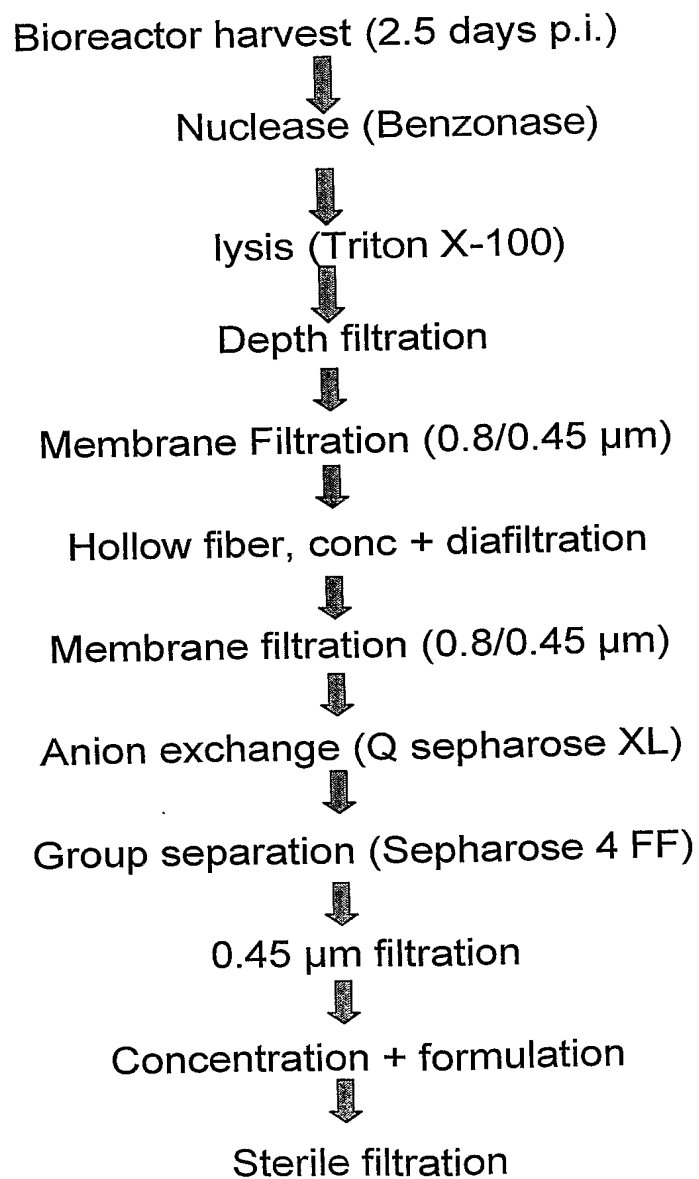 Bioreactor harvest (2.5 days p.i.)
Nuclease (Benzonase)
lysis (Triton X-100)
Depth filtration
Membrane Filtration (0.8/0.45 µm)
Hollow fiber, conc + diafiltration
Membrane filtration (0.8/0.45 µm)
Anion exchange (Q sepharose XL)
Group separation (Sepharose 4 FF)
0.45 µm filtration
Concentration + formulation
Sterile filtration